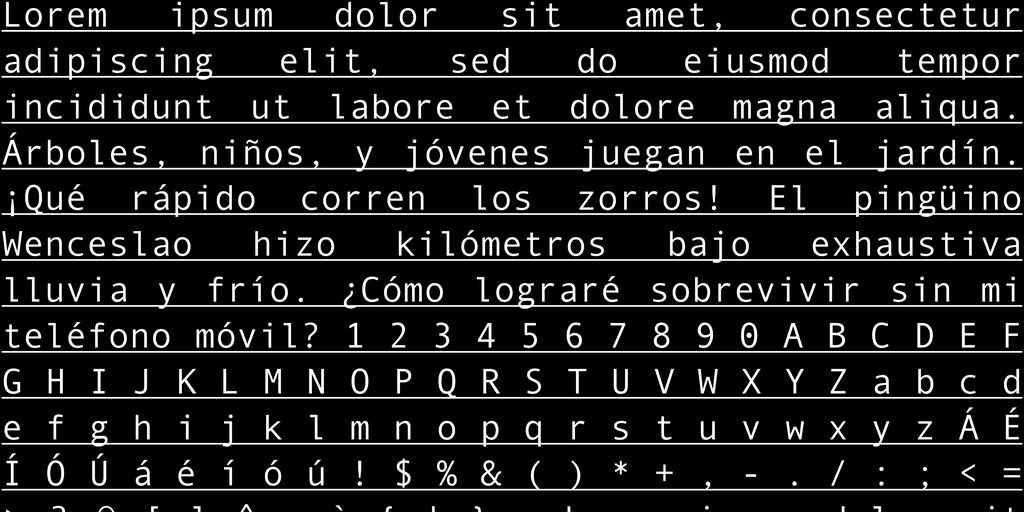 Lorem ipsum dolor sit amet, consectetur
adipiscing elit, sed do eiusmod tempor
incididunt ut labore et dolore magna aliqua.
Árboles, niños, y jóvenes juegan en el jardín.
¡Qué rápido corren los zorros! El pingüino
Wenceslao hizo kilómetros bajo exhaustiva
lluvia y frío. ¿Cómo lograré sobrevivir sin mi
teléfono móvil? 1 2 3 4 5 6 7 8 9 0 A B C D E F
G H I J K L M N O P Q R S T U V W X Y Z a b c d
e f g h i j k l m n o p q r s t u v w x y z Á É
Í Ó Ú á é í ó ú ! $ % & ( ) * + , - . / : ; < =